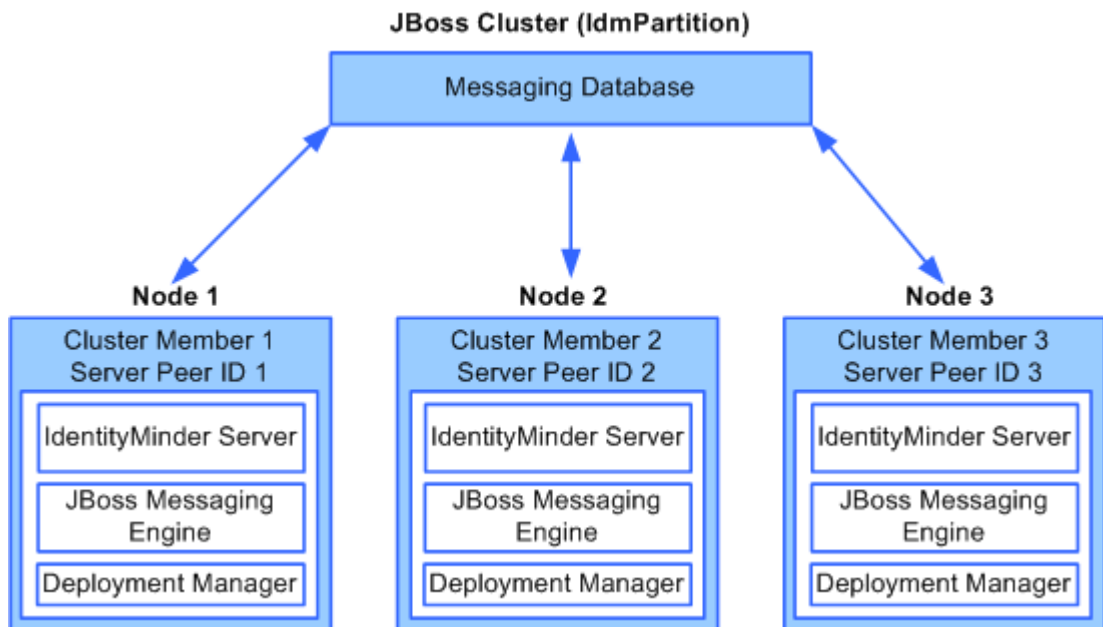 JBoss Cluster (IdmPartition)
Messaging Database
Node 1
Node 2
Node 3
Cluster Member 1
Server Peer ID 1
IdentityMinder Server
JBoss Messaging
Engine
Deployment Manager
Cluster Member 2
Server Peer ID 2
IdentityMinder Server
JBoss Messaging
Engine
Deployment Manager
Cluster Member 3
Server Peer ID 3
IdentityMinder Server
JBoss Messaging
Engine
Deployment Manager